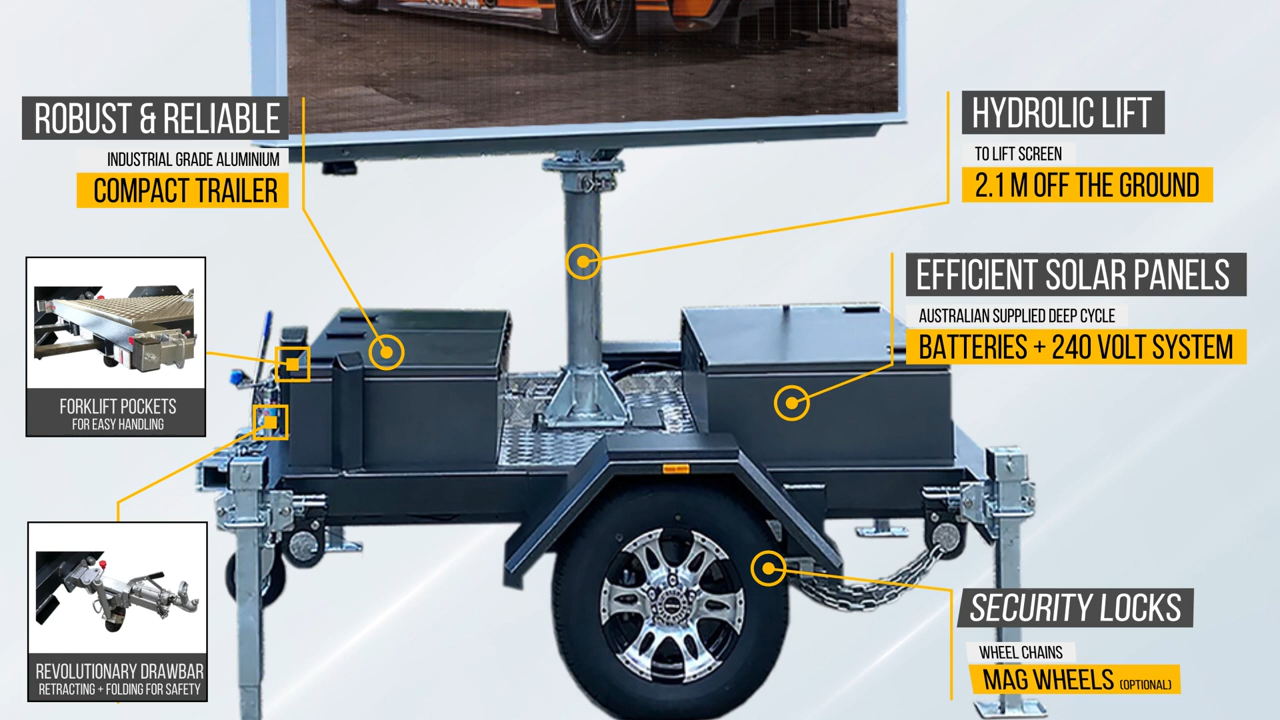 ROBUST & RELIABLE
INDUSTRIAL GRADE ALUMINIUM
COMPACT TRAILER
HYDROLIC LIFT
TO LIFT SCREEN
2.1 M OFF THE GROUND
EFFICIENT SOLAR PANELS
AUSTRALIAN SUPPLIED DEEP CYCLE
BATTERIES + 240 VOLT SYSTEM
FORKLIFT POCKETS
FOR EASY HANDLING
REVOLUTIONARY DRAWBAR
RETRACTING + FOLDING FOR SAFETY
SECURITY LOCKS
WHEEL CHAINS
MAG WHEELS (OPTIONAL)